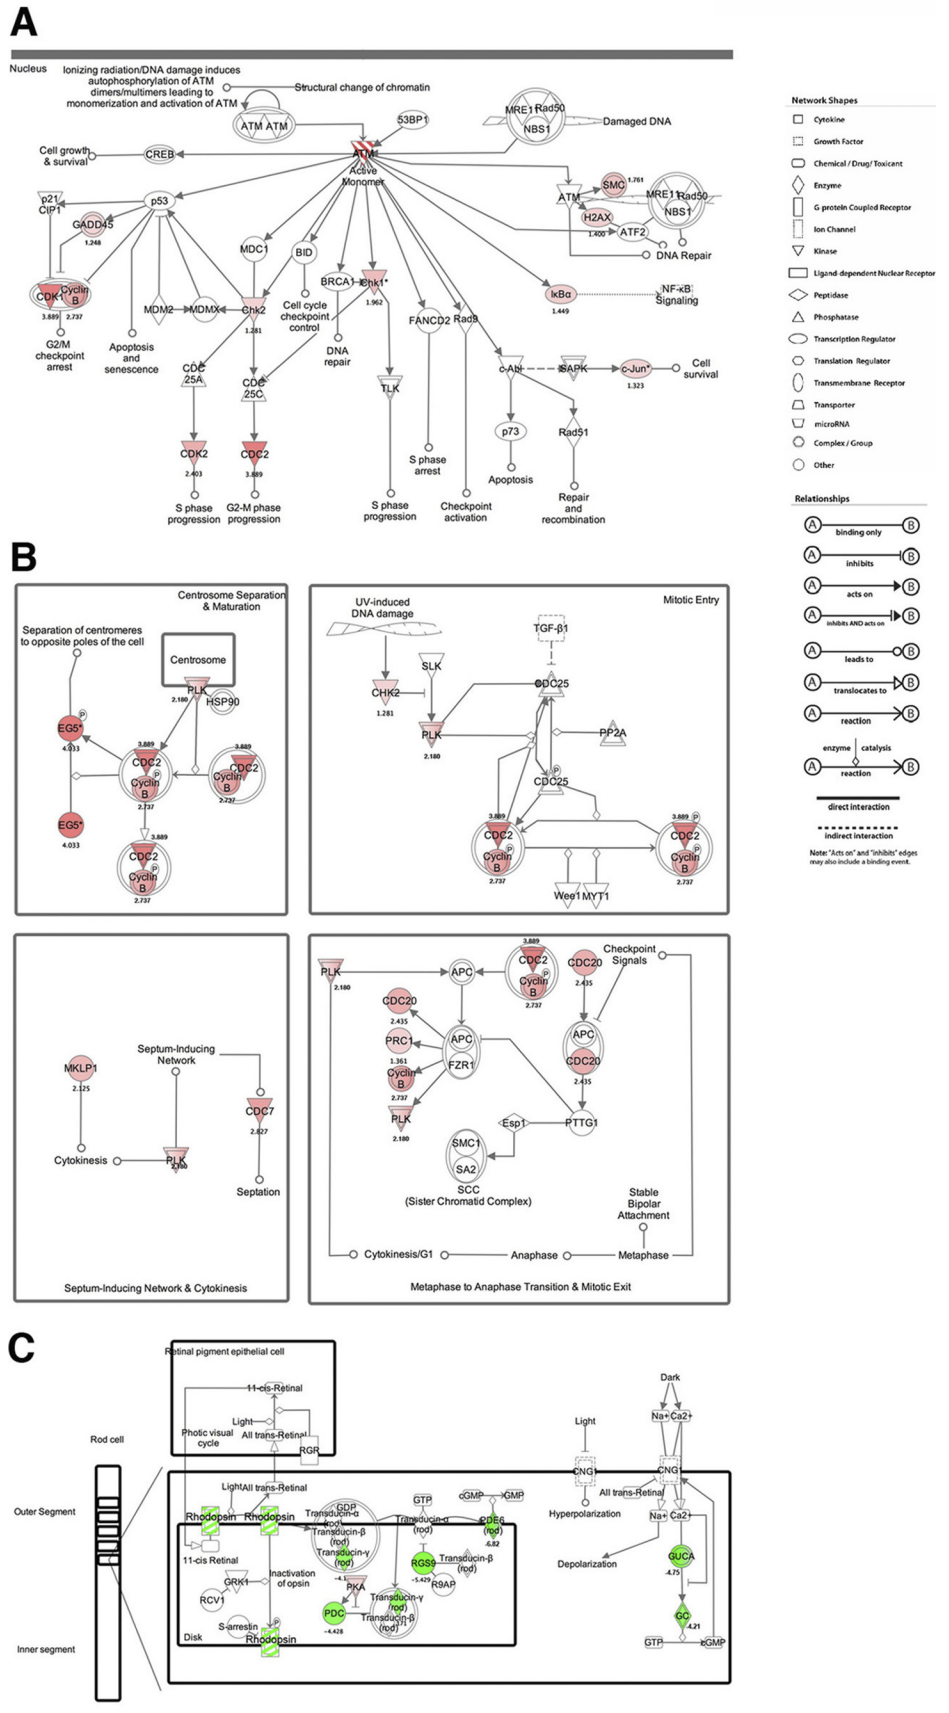 A
Nucleus
Ionizing radiation/DNA damage induces
autophosphorylation of ATM
dimers/multimers leading to
monomerization and activation of ATM
Structural change of chromatin
ATM ATM
53BP1
MRE11
Rad50
NBS1
Damaged DNA
Cell growth
& survival
CREB
ATM
Active
Monomer
p21
CIP1
p53
GADD45
1.248
ATM
SMC
1.761
H2AX
1.400
MRE11
Rad50
NBS1
ATF2
DNA Repair
MDC1
BID
CDK1
Cyclin
B
3.889
2.737
G2/M
checkpoint
arrest
MDM2
MDMX
Chk2
1.281
Apoptosis
and
senescence
Cell cycle
checkpoint
control
BRCA1
Chk1*
1.962
DNA
repair
FANCD2
Rad9
IκBα
1.449
NF-κB
Signaling
CDC
25A
CDC
25C
TLK
c-Abl
SAPK
c-Jun*
1.323
Cell
survival
CDK2
2.403
CDC2
3.889
p73
Rad51
S phase
progression
G2-M phase
progression
S phase
progression
S phase
arrest
Checkpoint
activation
Apoptosis
Repair
and
recombination
Network Shapes
Cytokine
Growth Factor
Chemical / Drug/ Toxicant
Enzyme
G-protein Coupled Receptor
Ion Channel
Kinase
Ligand-dependent Nuclear Receptor
Peptidase
Phosphatase
Transcription Regulator
Translation Regulator
Transmembrane Receptor
Transporter
microRNA
Complex / Group
Other
Relationships
A binding only B
A inhibits B
A acts on B
A inhibits AND acts on B
A leads to B
A translocates to B
A reaction B
enzyme catalysis
A reaction B
direct interaction
indirect interaction
Note: "Acts on" and "inhibits" edges
may also include a binding event.
B
Centrosome Separation
& Maturation
Separation of centromeres
to opposite poles of the cell
Centrosome
PLK
2.180
HSP90
EG5*
P
4.033
3.889
CDC2
Cyclin
B
P
2.737
3.889
CDC2
Cyclin
B
2.737
EG5*
4.033
3.889
CDC2
Cyclin
B
P
2.737
Mitotic Entry
UV-induced
DNA damage
TGF-β1
SLK
CHK2
1.281
CDC25
PLK
2.180
PP2A
P
CDC25
3.889
CDC2
Cyclin
B
P
2.737
3.889
P
CDC2
Cyclin
B
P
2.737
Wee1
MYT1
MKLP1
2.125
Septum-Inducing
Network
CDC7
2.827
Cytokinesis
PLK
2.180
Septation
Septum-Inducing Network & Cytokinesis
PLK
2.180
APC
3.889
CDC2
Cyclin
B
P
2.737
CDC20
2.435
Checkpoint
Signals
CDC20
2.435
PRC1
1.361
Cyclin
B
2.737
PLK
2.180
APC
FZR1
APC
CDC20
2.435
Esp1
PTTG1
SMC1
SA2
SCC
(Sister Chromatid Complex)
Stable
Bipolar
Attachment
Cytokinesis/G1
Anaphase
Metaphase
Metaphase to Anaphase Transition & Mitotic Exit
C
Retinal pigment epithelial cell
11-cis-Retinal
Light
Photic visual
cycle
All trans-Retinal
RGR
Rod cell
Outer Segment
Inner segment
Light
All trans-Retinal
Rhodopsin
Rhodopsin
11-cis Retinal
GRK1
RCV1
Inactivation
of opsin
S-arrestin
P
Rhodopsin
Disk
GDP
Transducin-α
(rod)
Transducin-β
(rod)
Transducin-γ
(rod)
PKA
PDC
-4.428
GTP
Transducin-α
(rod)
cGMP
GMP
PDE6
(rod)
-6.82
RGS9
-5.429
Transducin-β
(rod)
R9AP
Transducin-γ
(rod)
Transducin-β
(rod)
Light
CNG1
Hyperpolarization
Dark
Na+
Ca2+
CNG1
All trans-Retinal
Na+
Ca2+
Depolarization
GUCA
-4.75
GC
-4.21
GTP
cGMP